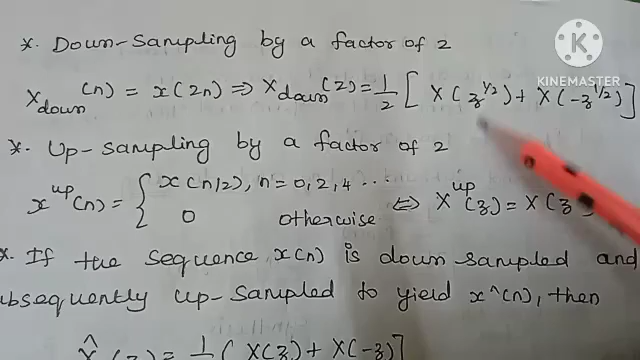 *. Down-Sampling by a factor of 2
KINEMASTER
x_down(n) = x(2n) ⇒ X_down(z) = 1/2 [ X(z^1/2) + X(-z^1/2) ]
*. Up-Sampling by a factor of 2
x^up(n) = { x(n/2), n = 0, 2, 4 ....
0 otherwise ⇔ X^up(z) = X(z
*. If the sequence x(n) is down sampled and
ubsequently up-sampled to yield x^(n), then
X̂ (z) = 1/2 ( X(z) + X(-z) ]